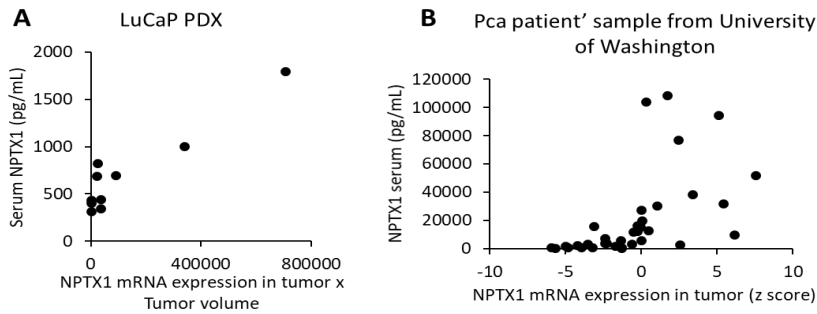 A
LuCaP PDX
Serum NPTX1 (pg/mL)
2000
1500
1000
500
0
0
400000
800000
NPTX1 mRNA expression in tumor x
Tumor volume
B
Pca patient’ sample from University
of Washington
NPTX1 serum (pg/mL)
120000
100000
80000
60000
40000
20000
0
-10
-5
0
5
10
NPTX1 mRNA expression in tumor (z score)